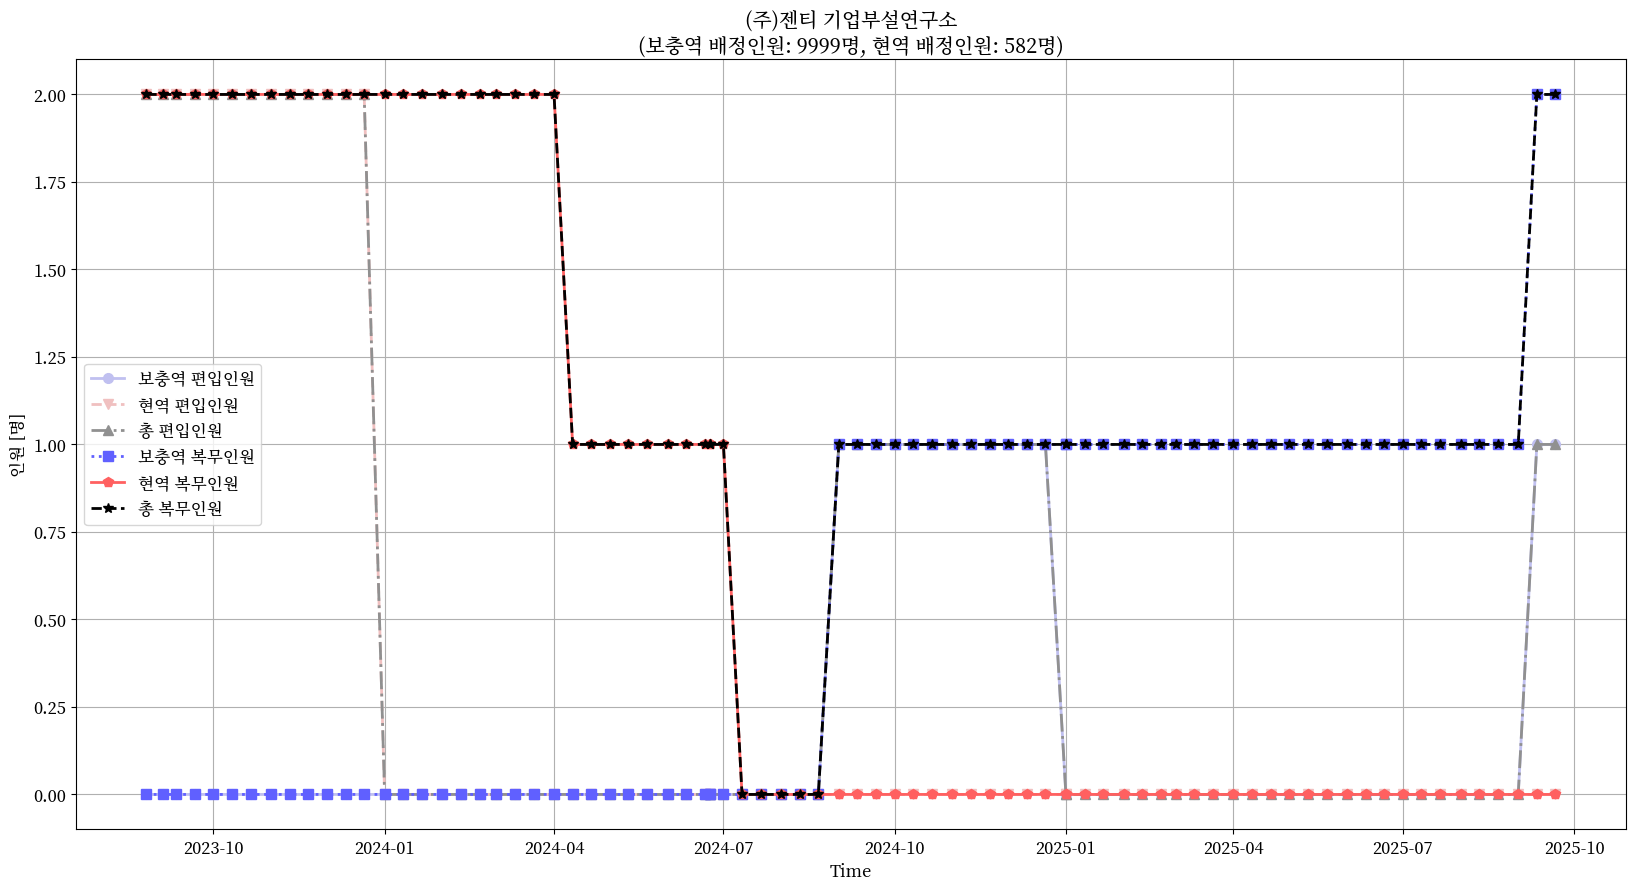 (주)젠티 기업부설연구소
(보충역 배정인원: 9999명, 현역 배정인원: 582명)
인원 [명]
2.00
1.75
1.50
1.25
1.00
0.75
0.50
0.25
0.00
보충역 편입인원
현역 편입인원
총 편입인원
보충역 복무인원
현역 복무인원
총 복무인원
2023-10
2024-01
2024-04
2024-07
2024-10
2025-01
2025-04
2025-07
2025-10
Time